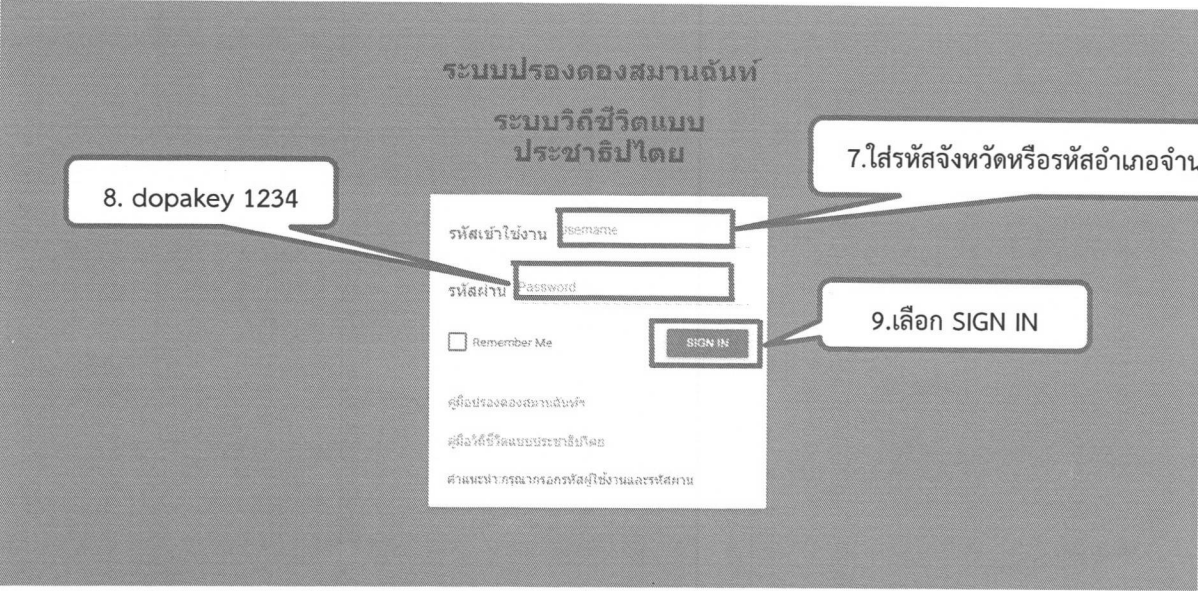 ระบบปรองดองสมานฉันท์
ระบบวิถีชีวิตแบบ
ประชาธิปไตย
7.ใส่รหัสจังหวัดหรือรหัสอำเภอจำน
8. dopakey 1234
รหัสเข้าใช้งาน Username
รหัสผ่าน Password
9.เลือก SIGN IN
Remember Me SIGN IN
คู่มือปรองดองสมานฉันท์ฯ
คู่มือวิถีชีวิตแบบประชาธิปไตย
คำแนะนำ:กรุณากรอกรหัสผู้ใช้งานและรหัสผ่าน